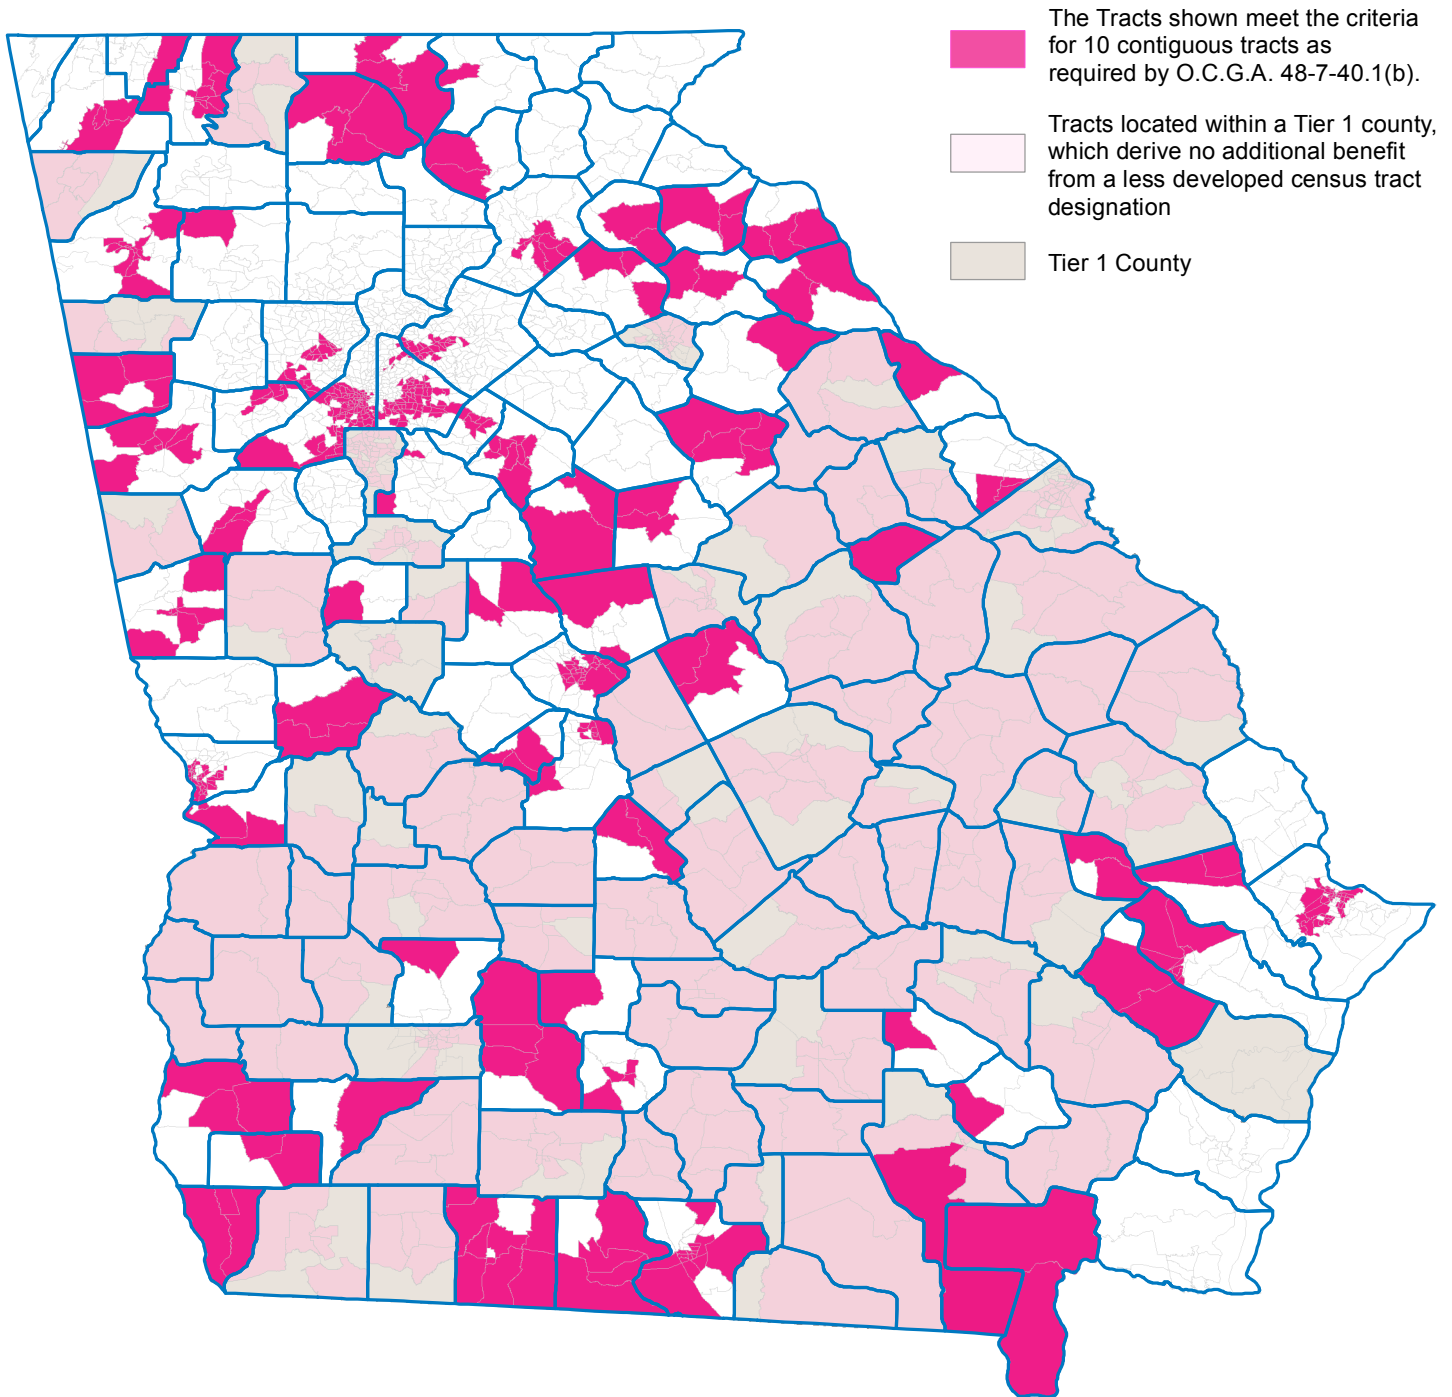 The Tracts shown meet the criteria
for 10 contiguous tracts as
required by O.C.G.A. 48-7-40.1(b).
Tracts located within a Tier 1 county,
which derive no additional benefit
from a less developed census tract
designation
Tier 1 County